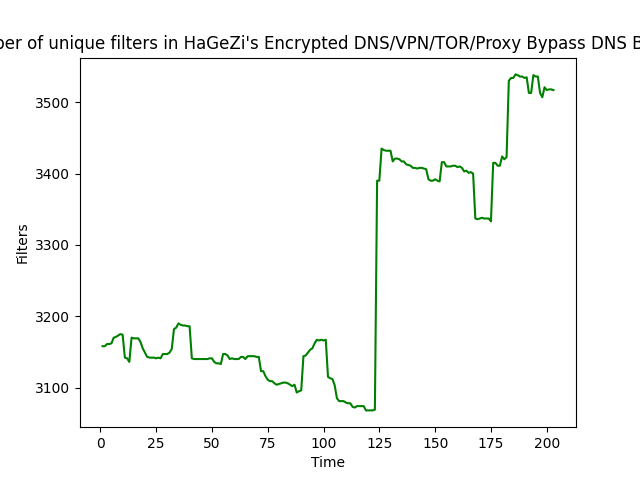 ber of unique filters in HaGeZi's Encrypted DNS/VPN/TOR/Proxy Bypass DNS B
3500
3400
3300
3200
3100
Filters
0 25 50 75 100 125 150 175 200
Time